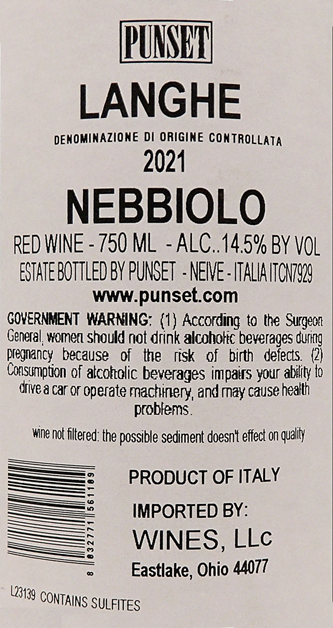 PUNSET
LANGHE
DENOMINAZIONE DI ORIGINE CONTROLLATA
2021
NEBBIOLO
RED WINE - 750 ML - ALC..14.5% BY VOL
ESTATE BOTTLED BY PUNSET - NEIVE - ITALIA ITCN7929
www.punset.com
GOVERNMENT WARNING: (1) According to the Surgeon
General, women should not drink alcoholic beverages during
pregnancy because of the risk of birth defects. (2)
Consumption of alcoholic beverages impairs your ability to
drive a car or operate machinery, and may cause health
problems.
wine not filtered: the possible sediment doesn't effect on quality
PRODUCT OF ITALY
IMPORTED BY:
WINES, LLc
Eastlake, Ohio 44077
8 032771 561109
L23139 CONTAINS SULFITES